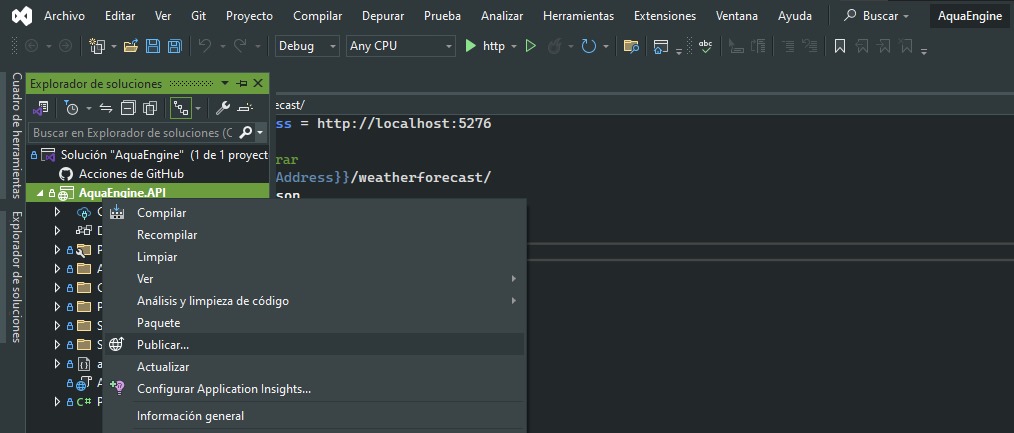 Archivo Editar Ver Git Proyecto Compilar Depurar Prueba Analizar Herramientas Extensiones Ventana Ayuda Buscar AquaEngine
Debug Any CPU http
Cuadro de herramientas
Explorador de soluciones
Explorador de soluciones
Buscar en Explorador de soluciones (C
Solución "AquaEngine" (1 de 1 proyect
Acciones de GitHub
AquaEngine.API
C
D
P
A
C
P
S
S
a
A
C# P
ecast/
ss = http://localhost:5276
rar
Address}}/weatherforecast/
son
Compilar
Recompilar
Limpiar
Ver
Análisis y limpieza de código
Paquete
Publicar...
Actualizar
Configurar Application Insights...
Información general